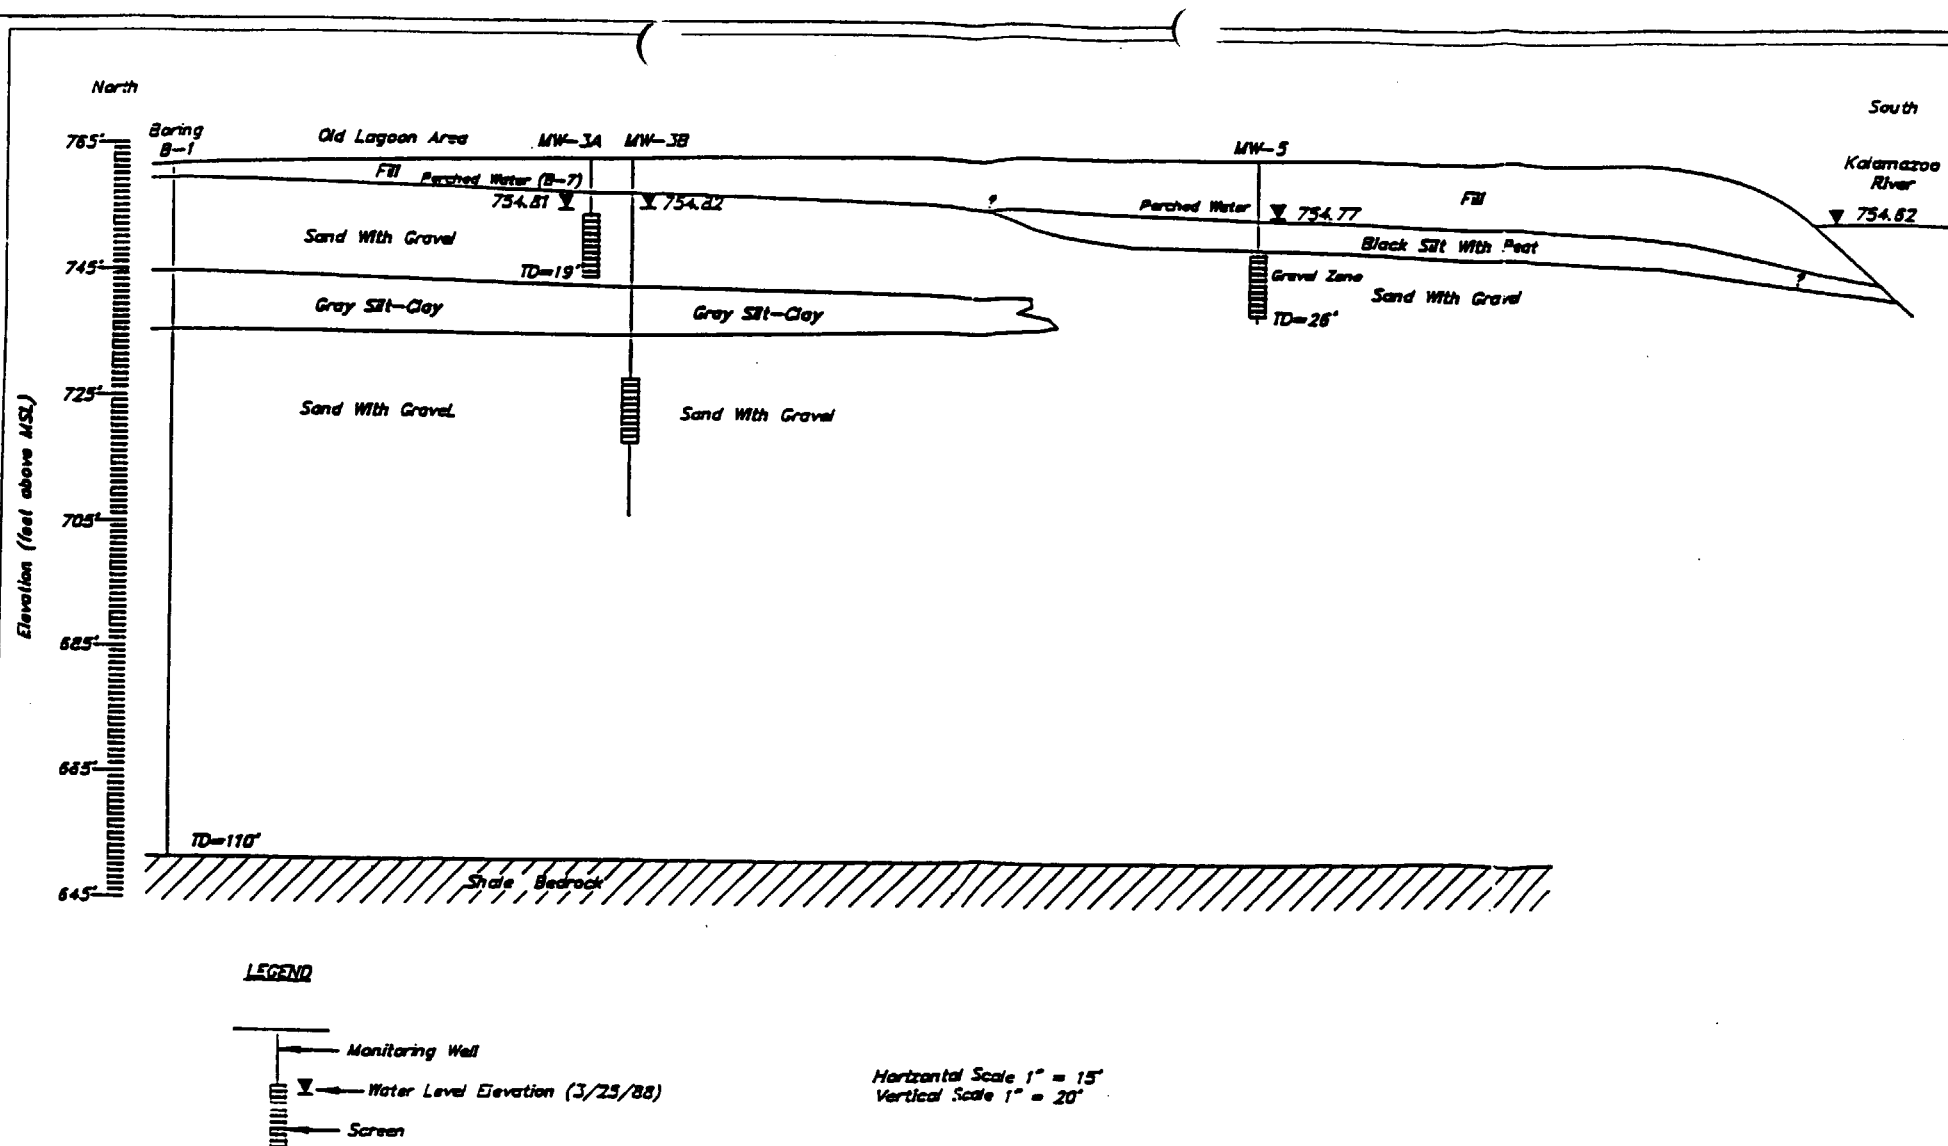 North
South
765'
Boring
B-1
Old Lagoon Area
MW-3A
MW-3B
MW-5
Kalamazoo
River
Fill
Perched Water (B-7)
754.81
754.82
?
Perched Water
754.77
Fill
754.82
Sand With Gravel
Black Silt With Peat
745'
TD=19'
Gravel Zone
?
Sand With Gravel
Gray Silt-Clay
Gray Silt-Clay
TD=26'
725'
Sand With Gravel
Sand With Gravel
Elevation (feet above MSL)
705'
685'
665'
TD=110'
Shale Bedrock
645'
LEGEND
Monitoring Well
Water Level Elevation (3/25/88)
Screen
Horizontal Scale 1" = 15'
Vertical Scale 1" = 20'